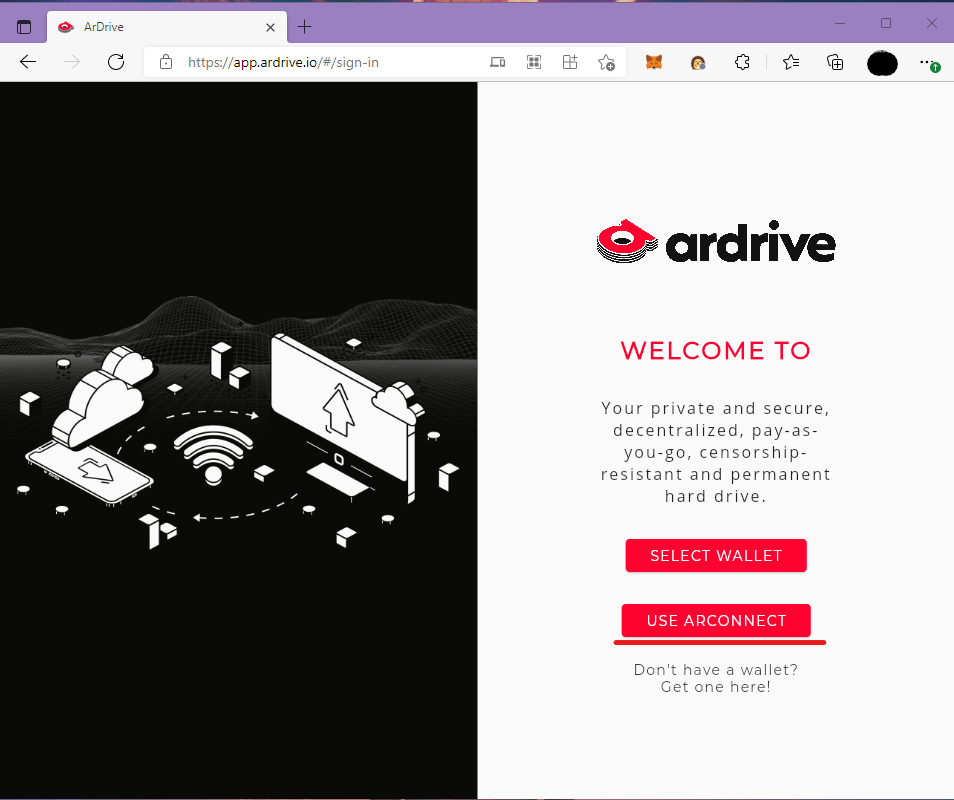 ArDrive
https://app.ardrive.io/#/sign-in
ardrive
WELCOME TO
Your private and secure,
decentralized, pay-as-
you-go, censorship-
resistant and permanent
hard drive.
SELECT WALLET
USE ARCONNECT
Don't have a wallet?
Get one here!